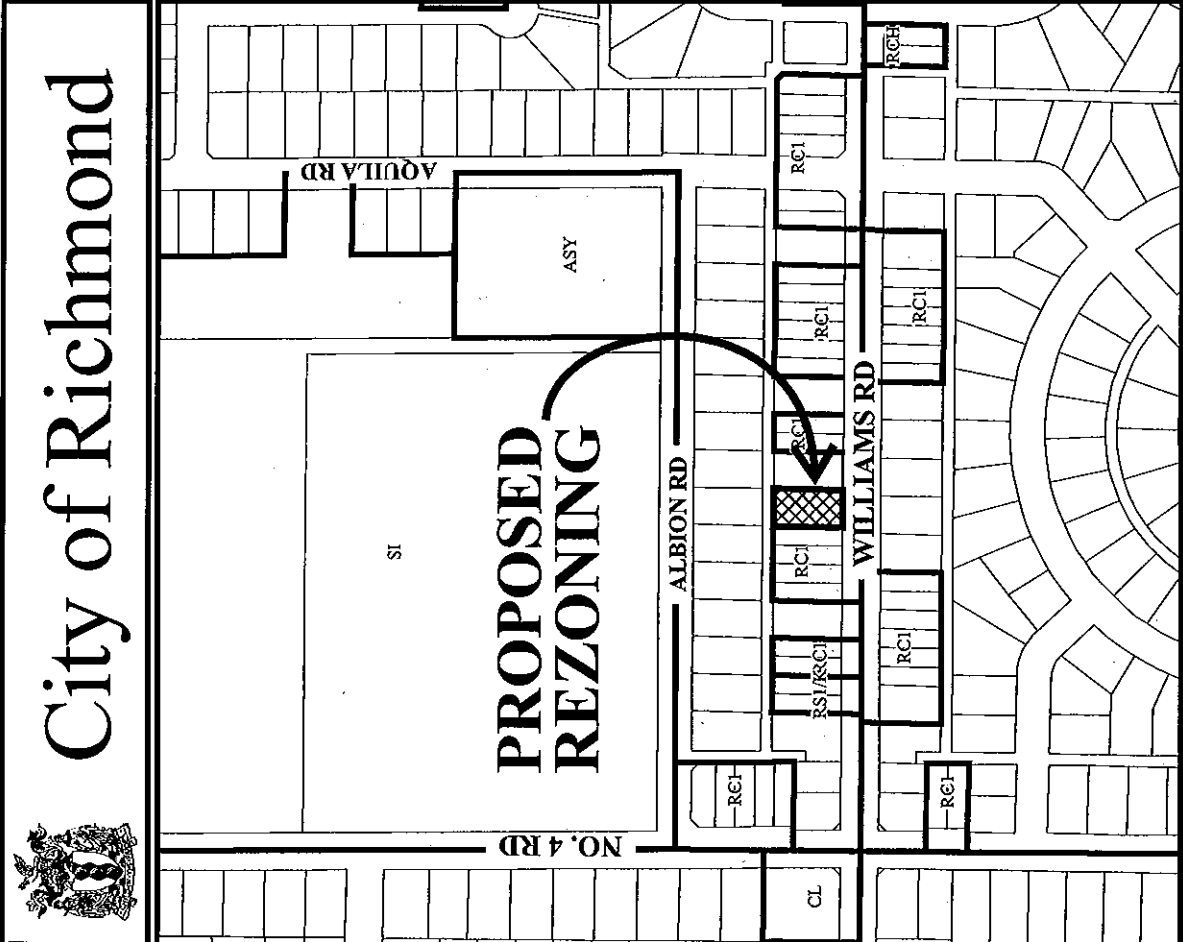 City of Richmond
AQUILA RD
ASY
SI
PROPOSED
REZONING
ALBION RD
WILLIAMS RD
NO. 4 RD
RC1
RS1/K
RC1
RC1
RC1
RC1
RC1
RCH
RC1
RC1
RC1
RC1
CL